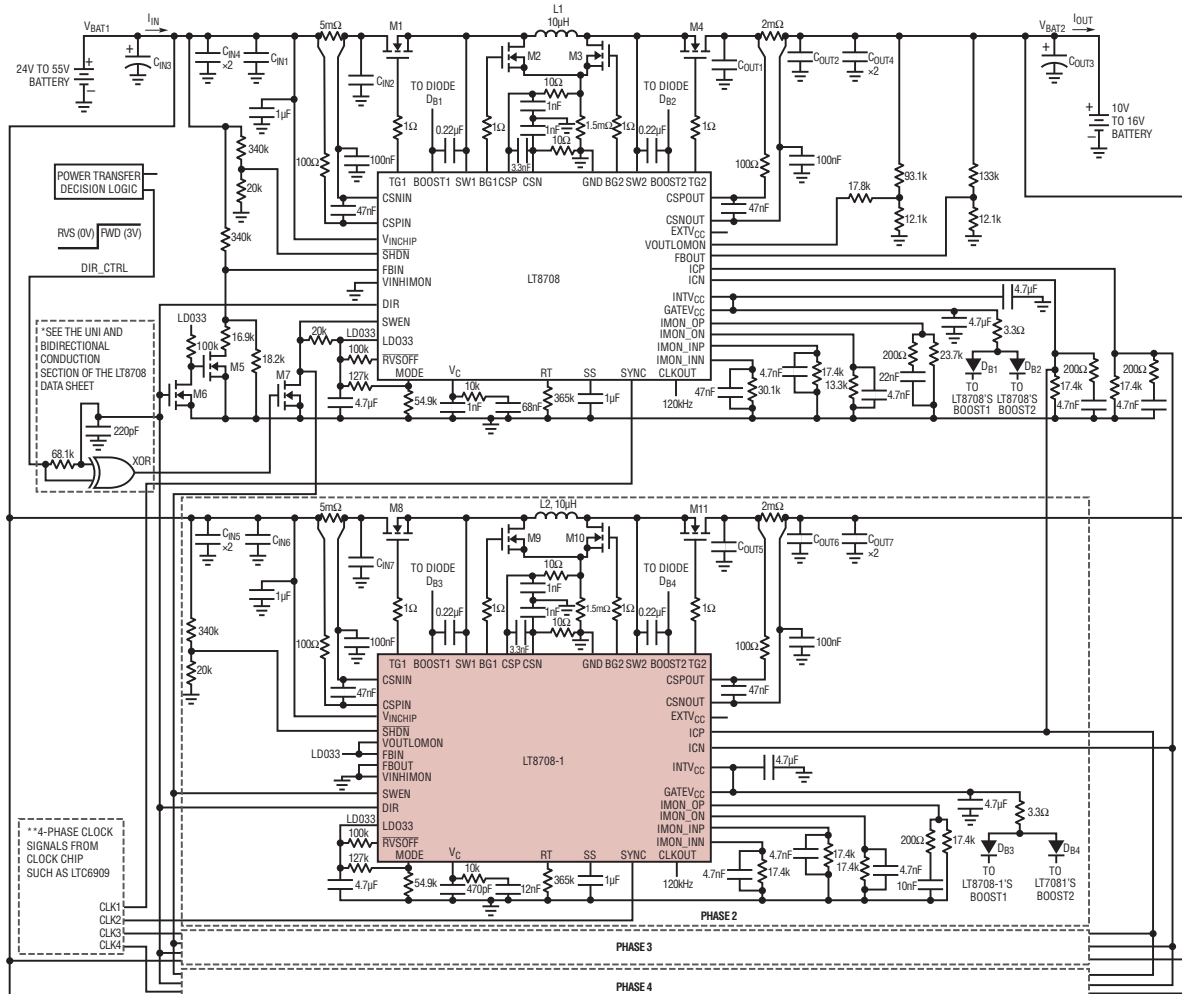 VBAT1
IIN
24V TO 55V
BATTERY
CIN3
CIN4
×2
CIN1
1µF
5mΩ
CIN2
M1
L1
10µH
M2
M3
M4
2mΩ
VBAT2
IOUT
COUT1
COUT2
COUT4
×2
COUT3
10V
TO 16V
BATTERY
TO DIODE
DB1
TO DIODE
DB2
10Ω
1nF
1nF
10Ω
3.3nF
1Ω
0.22µF
1Ω
1.5mΩ
1Ω
0.22µF
1Ω
100Ω
100nF
47nF
100Ω
100nF
47nF
340k
20k
340k
93.1k
133k
17.8k
12.1k
12.1k
POWER TRANSFER
DECISION LOGIC
RVS (0V)
FWD (3V)
DIR_CTRL
TG1 BOOST1 SW1 BG1 CSP CSN GND BG2 SW2 BOOST2 TG2
CSNIN
CSPIN
VINCHIP
SHDN
FBIN
VINHIMON
DIR
SWEN
LD033
RVSOFF
MODE
VC
RT
SS
SYNC
CLKOUT
LT8708
CSPOUT
CSNOUT
EXTVCC
VOUTLOMON
FBOUT
ICP
ICN
INTVCC
GATEVCC
IMON_OP
IMON_ON
IMON_INP
IMON_INN
*SEE THE UNI AND
BIDIRECTIONAL
CONDUCTION
SECTION OF THE LT8708
DATA SHEET
LD033
100k
M5
M6
16.9k
18.2k
M7
20k
LD033
100k
127k
4.7µF
54.9k
10k
1nF
68nF
365k
1µF
120kHz
220pF
68.1k
XOR
47nF
30.1k
4.7nF
17.4k
13.3k
4.7nF
200Ω
22nF
23.7k
4.7µF
4.7µF
3.3Ω
DB1
DB2
TO
LT8708'S
BOOST1
TO
LT8708'S
BOOST2
17.4k
200Ω
4.7nF
17.4k
200Ω
4.7nF
5mΩ
M8
L2, 10µH
M9
M10
M11
2mΩ
CIN5
×2
CIN6
1µF
CIN7
COUT5
COUT6
COUT7
×2
TO DIODE
DB3
TO DIODE
DB4
10Ω
1nF
1nF
10Ω
3.3nF
1Ω
0.22µF
1Ω
1.5mΩ
1Ω
0.22µF
1Ω
340k
20k
100Ω
100nF
47nF
100Ω
100nF
47nF
TG1 BOOST1 SW1 BG1 CSP CSN GND BG2 SW2 BOOST2 TG2
CSNIN
CSPIN
VINCHIP
SHDN
VOUTLOMON
FBIN
FBOUT
VINHIMON
SWEN
DIR
LD033
RVSOFF
MODE
VC
RT
SS
SYNC
CLKOUT
LT8708-1
CSPOUT
CSNOUT
EXTVCC
ICP
ICN
INTVCC
GATEVCC
IMON_OP
IMON_ON
IMON_INP
IMON_INN
LD033
LD033
100k
127k
4.7µF
54.9k
10k
470pF
12nF
365k
1µF
120kHz
4.7nF
17.4k
4.7nF
17.4k
17.4k
4.7nF
200Ω
10nF
17.4k
4.7µF
4.7µF
3.3Ω
DB3
DB4
TO
LT8708-1'S
BOOST1
TO
LT7081'S
BOOST2
**4-PHASE CLOCK
SIGNALS FROM
CLOCK CHIP
SUCH AS LTC6909
CLK1
CLK2
CLK3
CLK4
PHASE 2
PHASE 3
PHASE 4